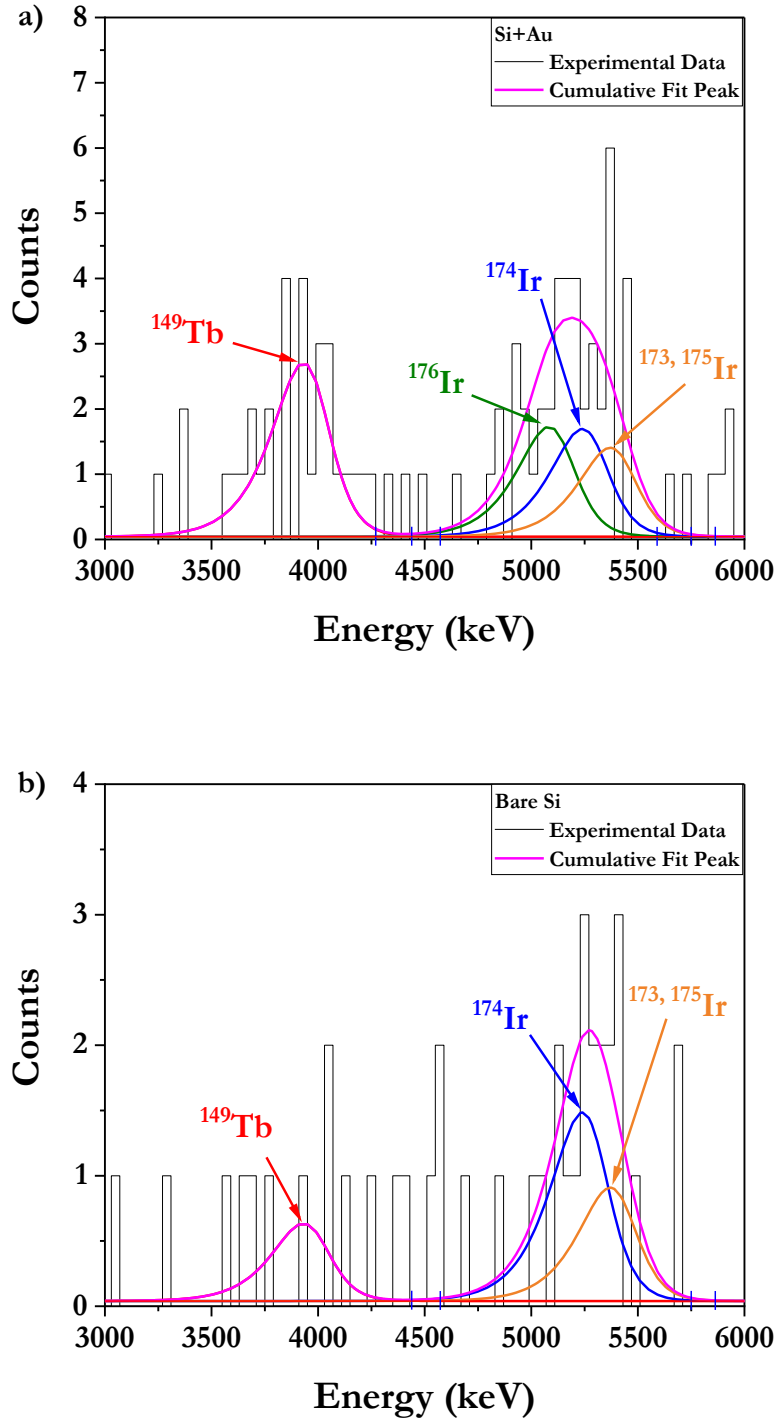 a)
Si+Au
Experimental Data
Cumulative Fit Peak
8
7
6
5
4
3
2
1
0
Counts
149Tb
176Ir
174Ir
173, 175Ir
3000 3500 4000 4500 5000 5500 6000
Energy (keV)
b)
Bare Si
Experimental Data
Cumulative Fit Peak
4
3
2
1
0
Counts
149Tb
174Ir
173, 175Ir
3000 3500 4000 4500 5000 5500 6000
Energy (keV)